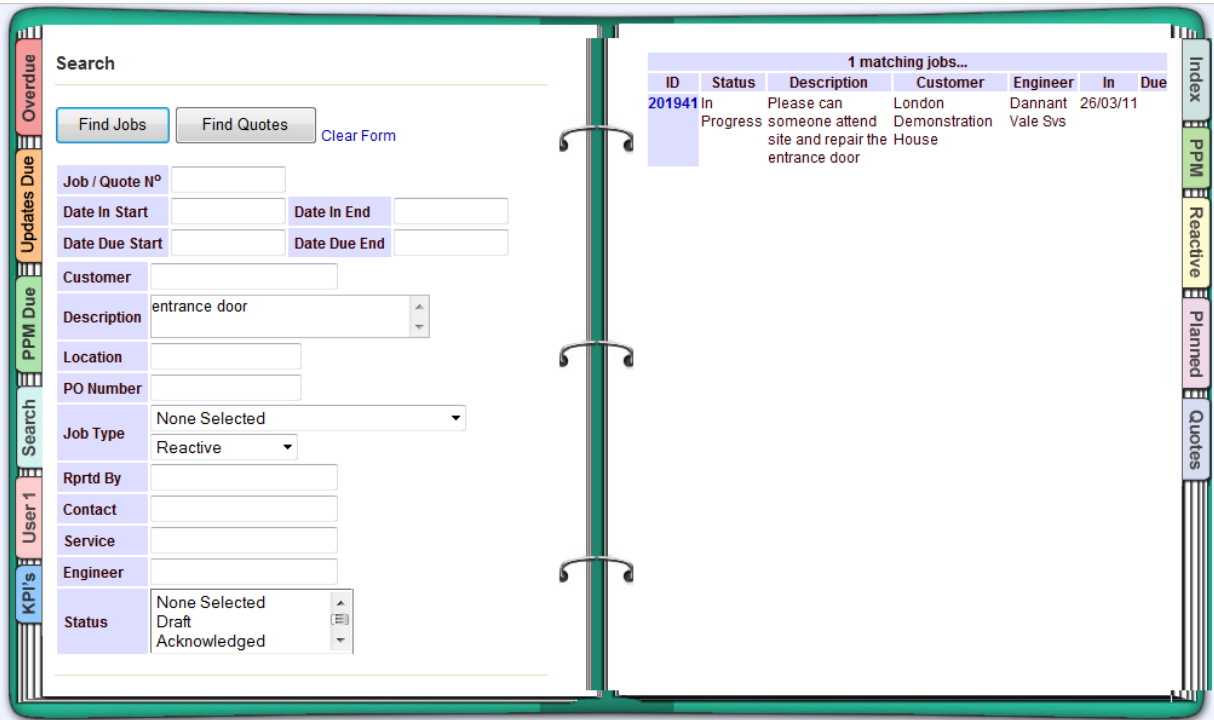 Overdue
Updates Due
PPM Due
Search
User 1
KPI's
Search
Find Jobs Find Quotes Clear Form
Job / Quote Nº
Date In Start Date In End
Date Due Start Date Due End
Customer
Description entrance door
Location
PO Number
Job Type None Selected
Reactive
Rprtd By
Contact
Service
Engineer
Status None Selected
Draft
Acknowledged
1 matching jobs...
ID Status Description Customer Engineer In Due
201941 In Please can London Dannant 26/03/11
Progress someone attend Demonstration Vale Svs
site and repair the House
entrance door
Index
PPM
Reactive
Planned
Quotes